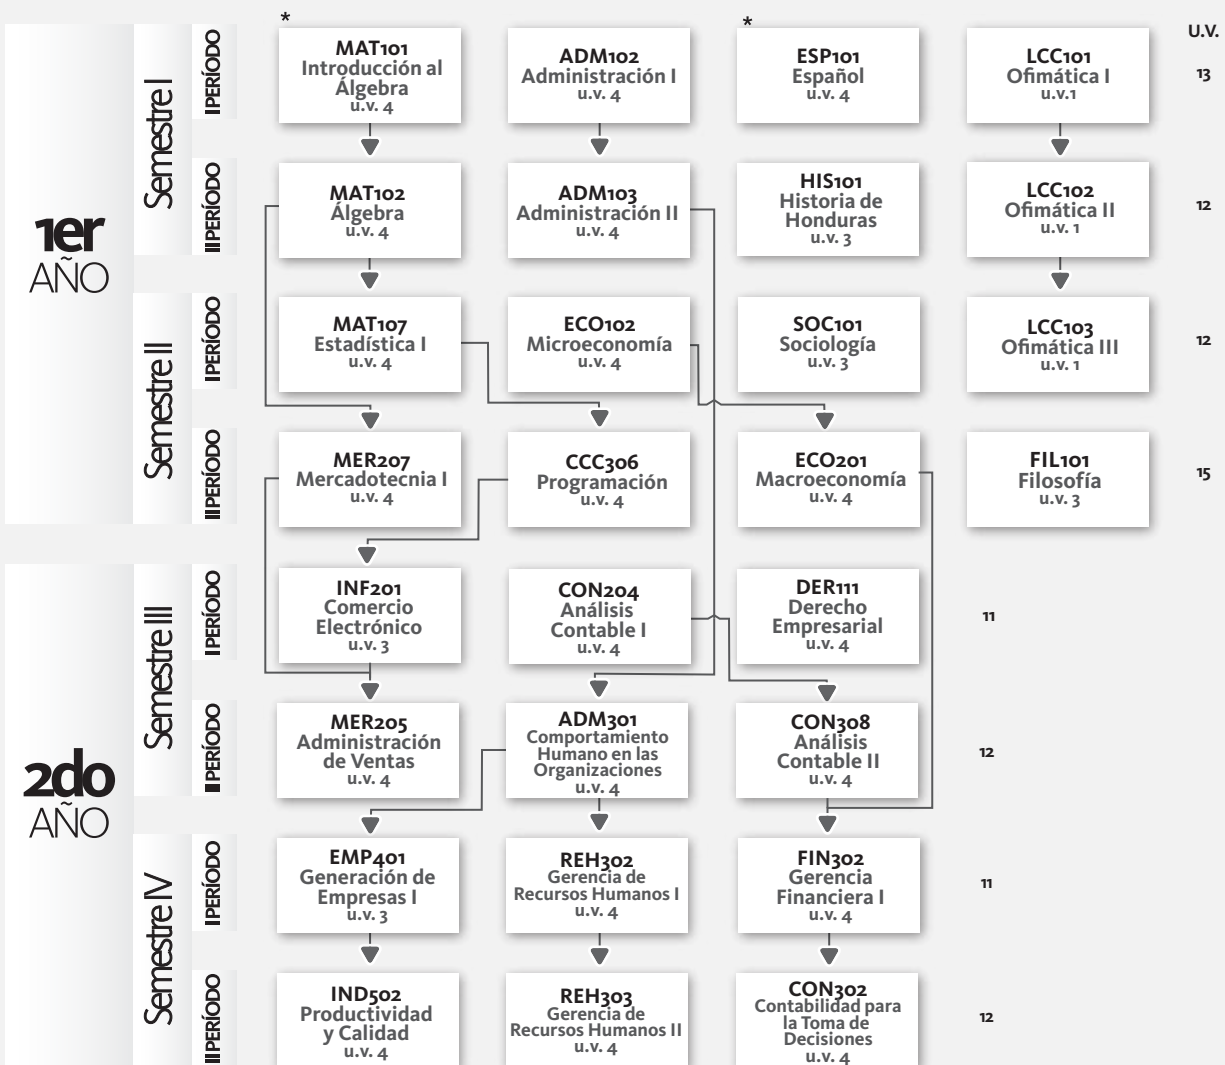 U.V.
1er
AÑO
Semestre I
I PERÍODO
*
MAT101
Introducción al
Álgebra
u.v. 4
ADM102
Administración I
u.v. 4
*
ESP101
Español
u.v. 4
LCC101
Ofimática I
u.v.1
13
II PERÍODO
MAT102
Álgebra
u.v. 4
ADM103
Administración II
u.v. 4
HIS101
Historia de
Honduras
u.v. 3
LCC102
Ofimática II
u.v. 1
12
Semestre II
I PERÍODO
MAT107
Estadística I
u.v. 4
ECO102
Microeconomía
u.v. 4
SOC101
Sociología
u.v. 3
LCC103
Ofimática III
u.v. 1
12
II PERÍODO
MER207
Mercadotecnia I
u.v. 4
CCC306
Programación
u.v. 4
ECO201
Macroeconomía
u.v. 4
FIL101
Filosofía
u.v. 3
15
2do
AÑO
Semestre III
I PERÍODO
INF201
Comercio
Electrónico
u.v. 3
CON204
Análisis
Contable I
u.v. 4
DER111
Derecho
Empresarial
u.v. 4
11
II PERÍODO
MER205
Administración
de Ventas
u.v. 4
ADM301
Comportamiento
Humano en las
Organizaciones
u.v. 4
CON308
Análisis
Contable II
u.v. 4
12
Semestre IV
I PERÍODO
EMP401
Generación de
Empresas I
u.v. 3
REH302
Gerencia de
Recursos Humanos I
u.v. 4
FIN302
Gerencia
Financiera I
u.v. 4
11
II PERÍODO
IND502
Productividad
y Calidad
u.v. 4
REH303
Gerencia de
Recursos Humanos II
u.v. 4
CON302
Contabilidad para
la Toma de
Decisiones
u.v. 4
12